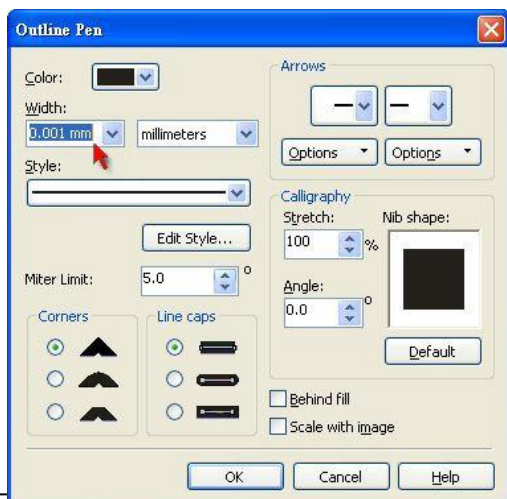 Outline Pen
Color:
Width:
0.001 mm
millimeters
Style:
Edit Style...
Miter Limit:
5.0
°
Corners
Line caps
Arrows
Options
Options
Calligraphy
Stretch:
100
%
Nib shape:
Angle:
0.0
°
Default
Behind fill
Scale with image
OK
Cancel
Help